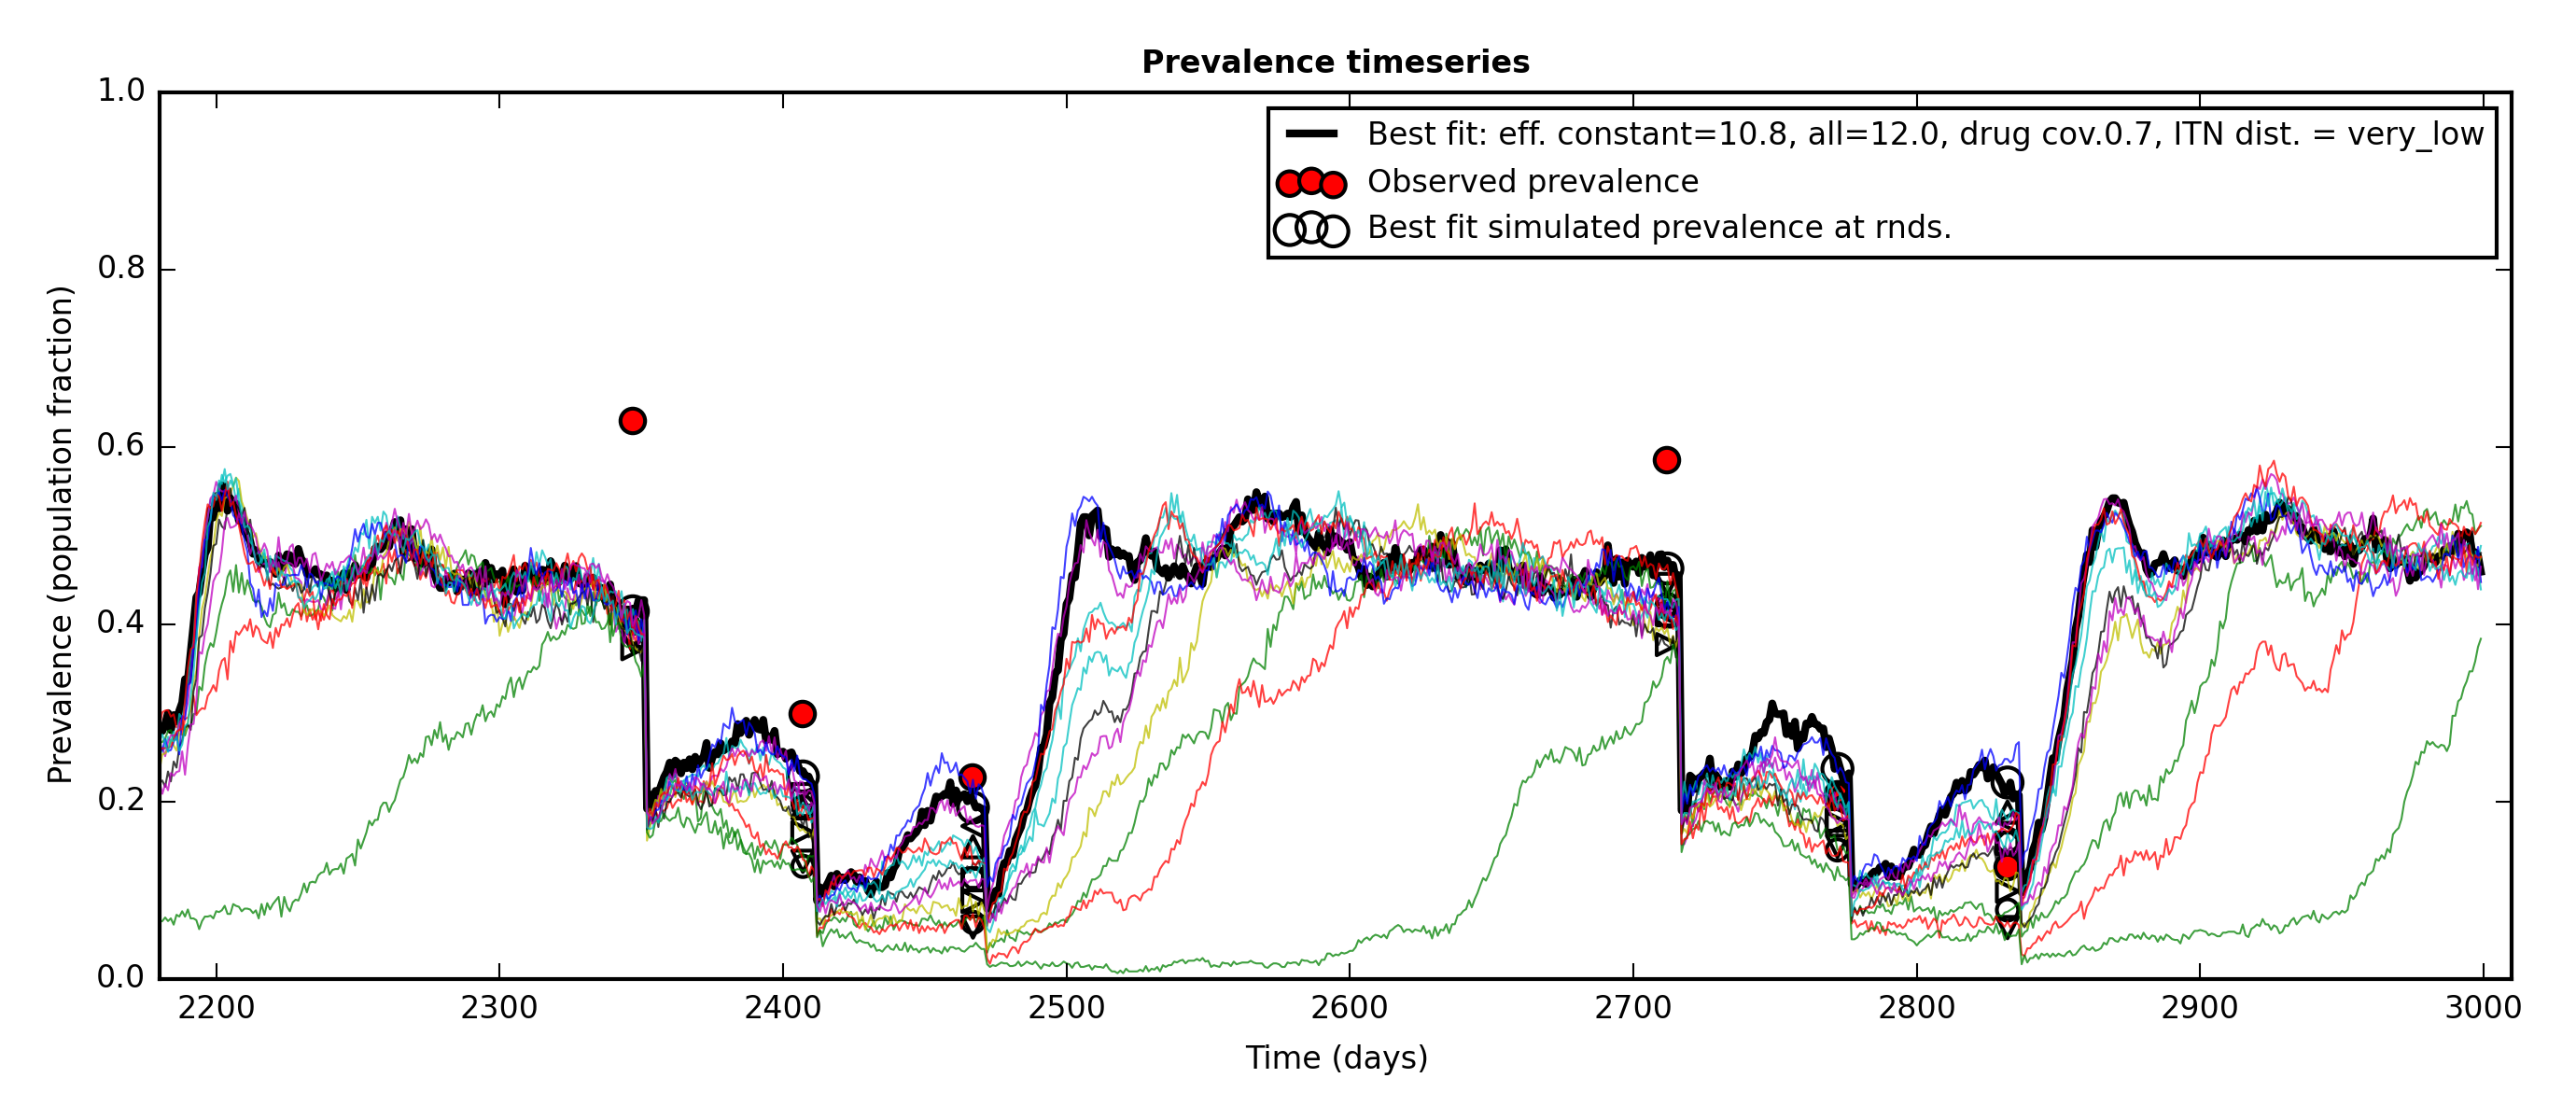 Prevalence timeseries
Best fit: eff. constant=10.8, all=12.0, drug cov.0.7, ITN dist. = very_low
Observed prevalence
Best fit simulated prevalence at rnds.
Prevalence (population fraction)
1.0
0.8
0.6
0.4
0.2
0.0
2200 2300 2400 2500 2600 2700 2800 2900 3000
Time (days)